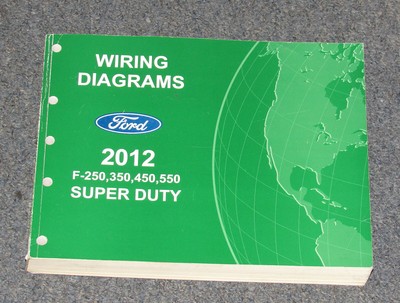 WIRING
DIAGRAMS
Ford
2012
F-250,350,450,550
SUPER DUTY